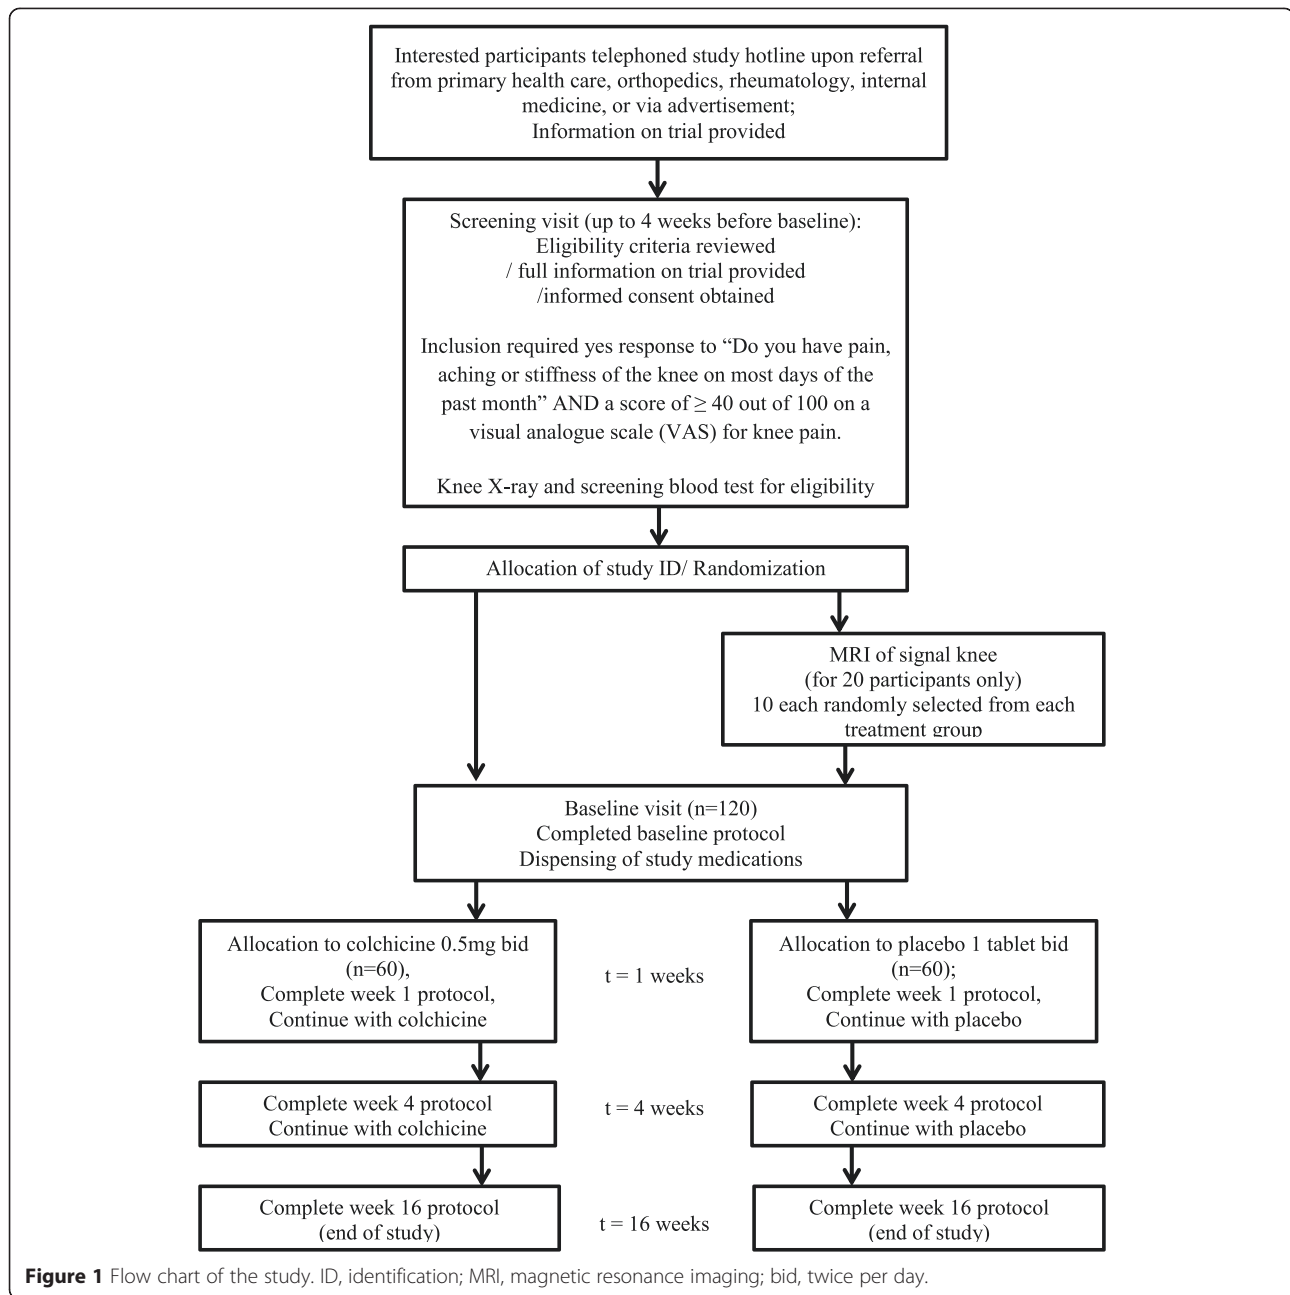 Interested participants telephoned study hotline upon referral
from primary health care, orthopedics, rheumatology, internal
medicine, or via advertisement;
Information on trial provided
Screening visit (up to 4 weeks before baseline):
Eligibility criteria reviewed
/ full information on trial provided
/informed consent obtained
Inclusion required yes response to “Do you have pain,
aching or stiffness of the knee on most days of the
past month” AND a score of ≥ 40 out of 100 on a
visual analogue scale (VAS) for knee pain.
Knee X-ray and screening blood test for eligibility
Allocation of study ID/ Randomization
MRI of signal knee
(for 20 participants only)
10 each randomly selected from each
treatment group
Baseline visit (n=120)
Completed baseline protocol
Dispensing of study medications
Allocation to colchicine 0.5mg bid
(n=60),
Complete week 1 protocol,
Continue with colchicine
t = 1 weeks
Allocation to placebo 1 tablet bid
(n=60);
Complete week 1 protocol,
Continue with placebo
Complete week 4 protocol
Continue with colchicine
t = 4 weeks
Complete week 4 protocol
Continue with placebo
Complete week 16 protocol
(end of study)
t = 16 weeks
Complete week 16 protocol
(end of study)
Figure 1 Flow chart of the study. ID, identification; MRI, magnetic resonance imaging; bid, twice per day.